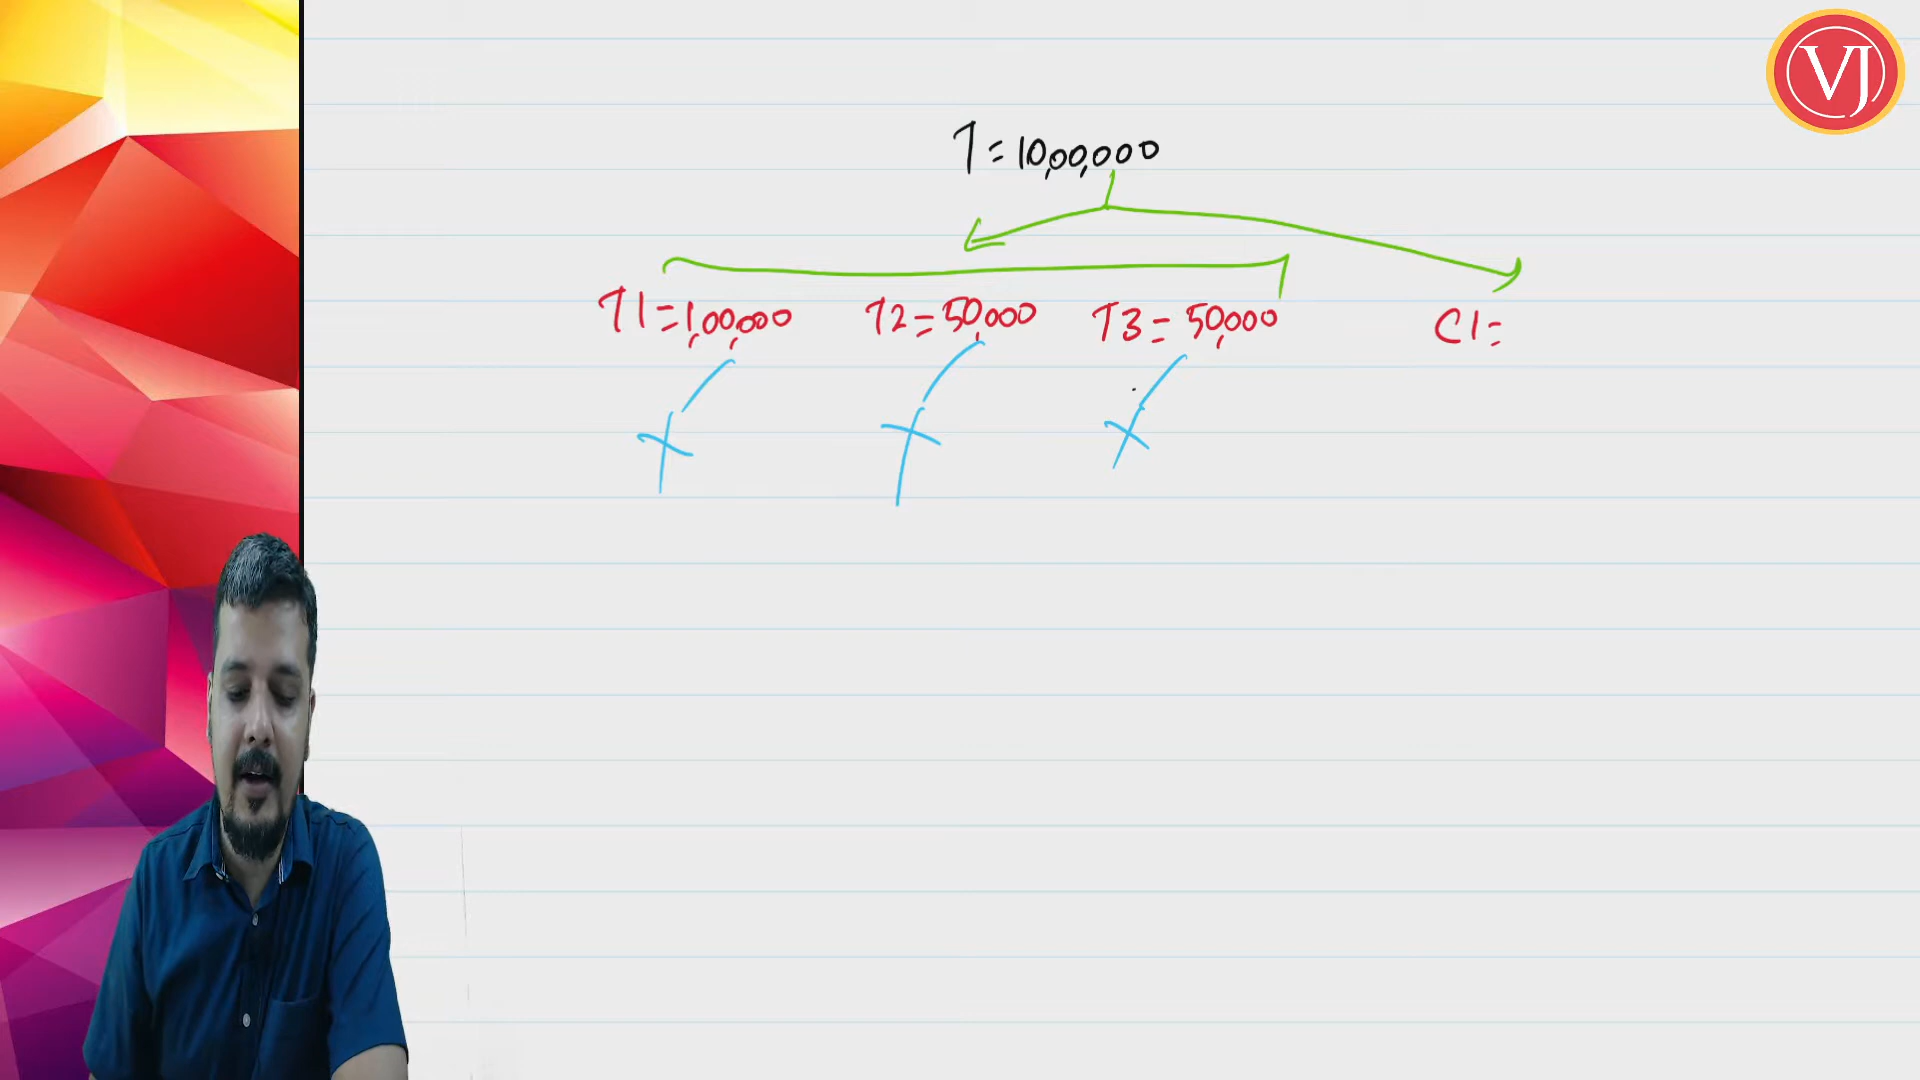 VJ
T = 10,00,000
T1 = 1,00,000 T2 = 50,000 T3 = 50,000 C1 =